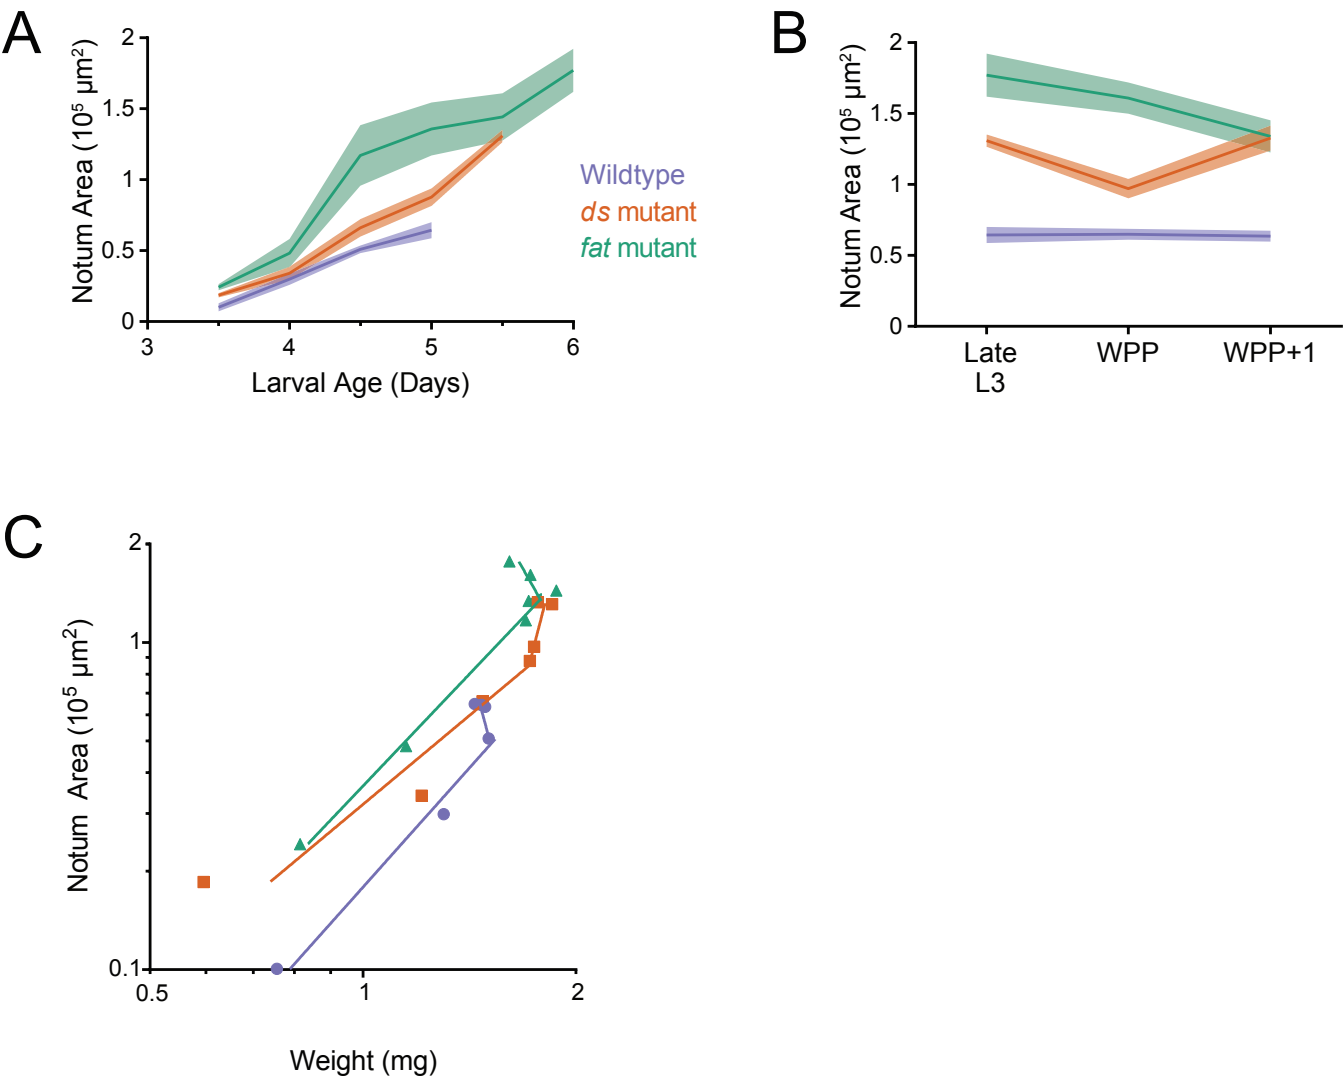 A
Notum Area (10⁵ µm²)
2
1.5
1
0.5
0
3
4
5
6
Larval Age (Days)
Wildtype
ds mutant
fat mutant
B
Notum Area (10⁵ µm²)
2
1.5
1
0.5
0
Late
L3
WPP
WPP+1
C
Notum Area (10⁵ µm²)
2
1
0.1
0.5
1
2
Weight (mg)